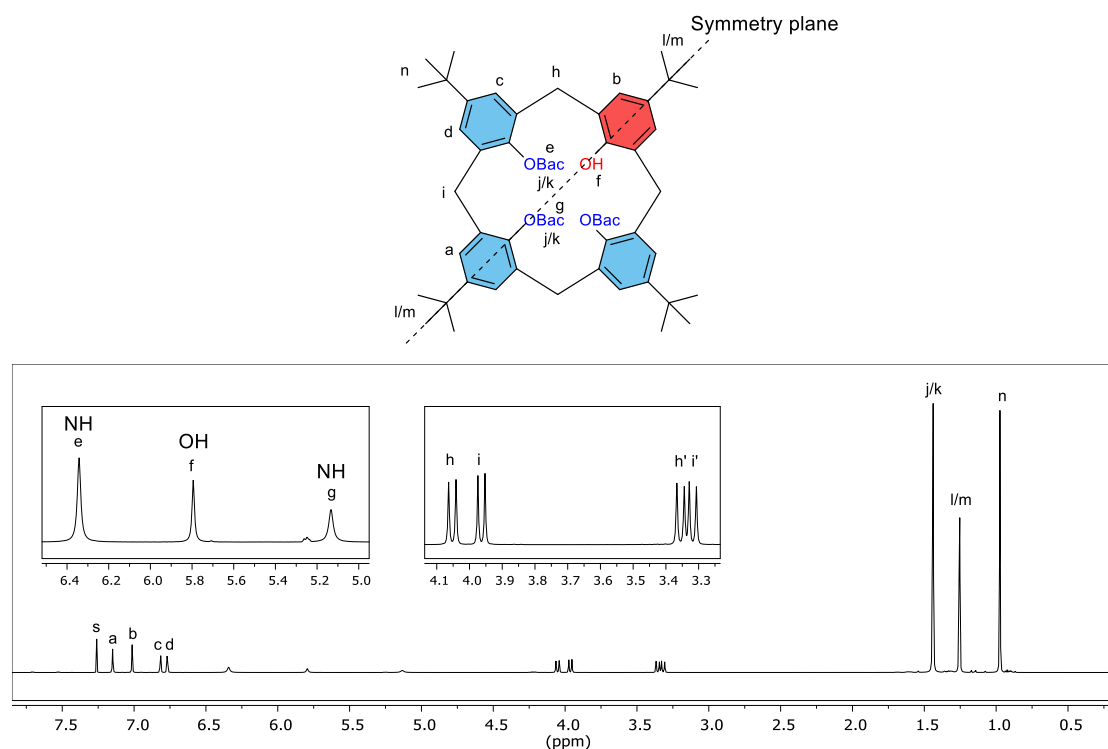 Symmetry plane
l/m
n
c
h
b
d
e
OBac
j/k
OH
f
i
g
OBac
j/k
OBac
a
l/m
j/k
n
l/m
NH
e
OH
f
NH
g
6.4 6.2 6.0 5.8 5.6 5.4 5.2 5.0
h i h' i'
4.1 4.0 3.9 3.8 3.7 3.6 3.5 3.4 3.3
s a b c d
7.5 7.0 6.5 6.0 5.5 5.0 4.5 4.0 3.5 3.0 2.5 2.0 1.5 1.0 0.5
(ppm)